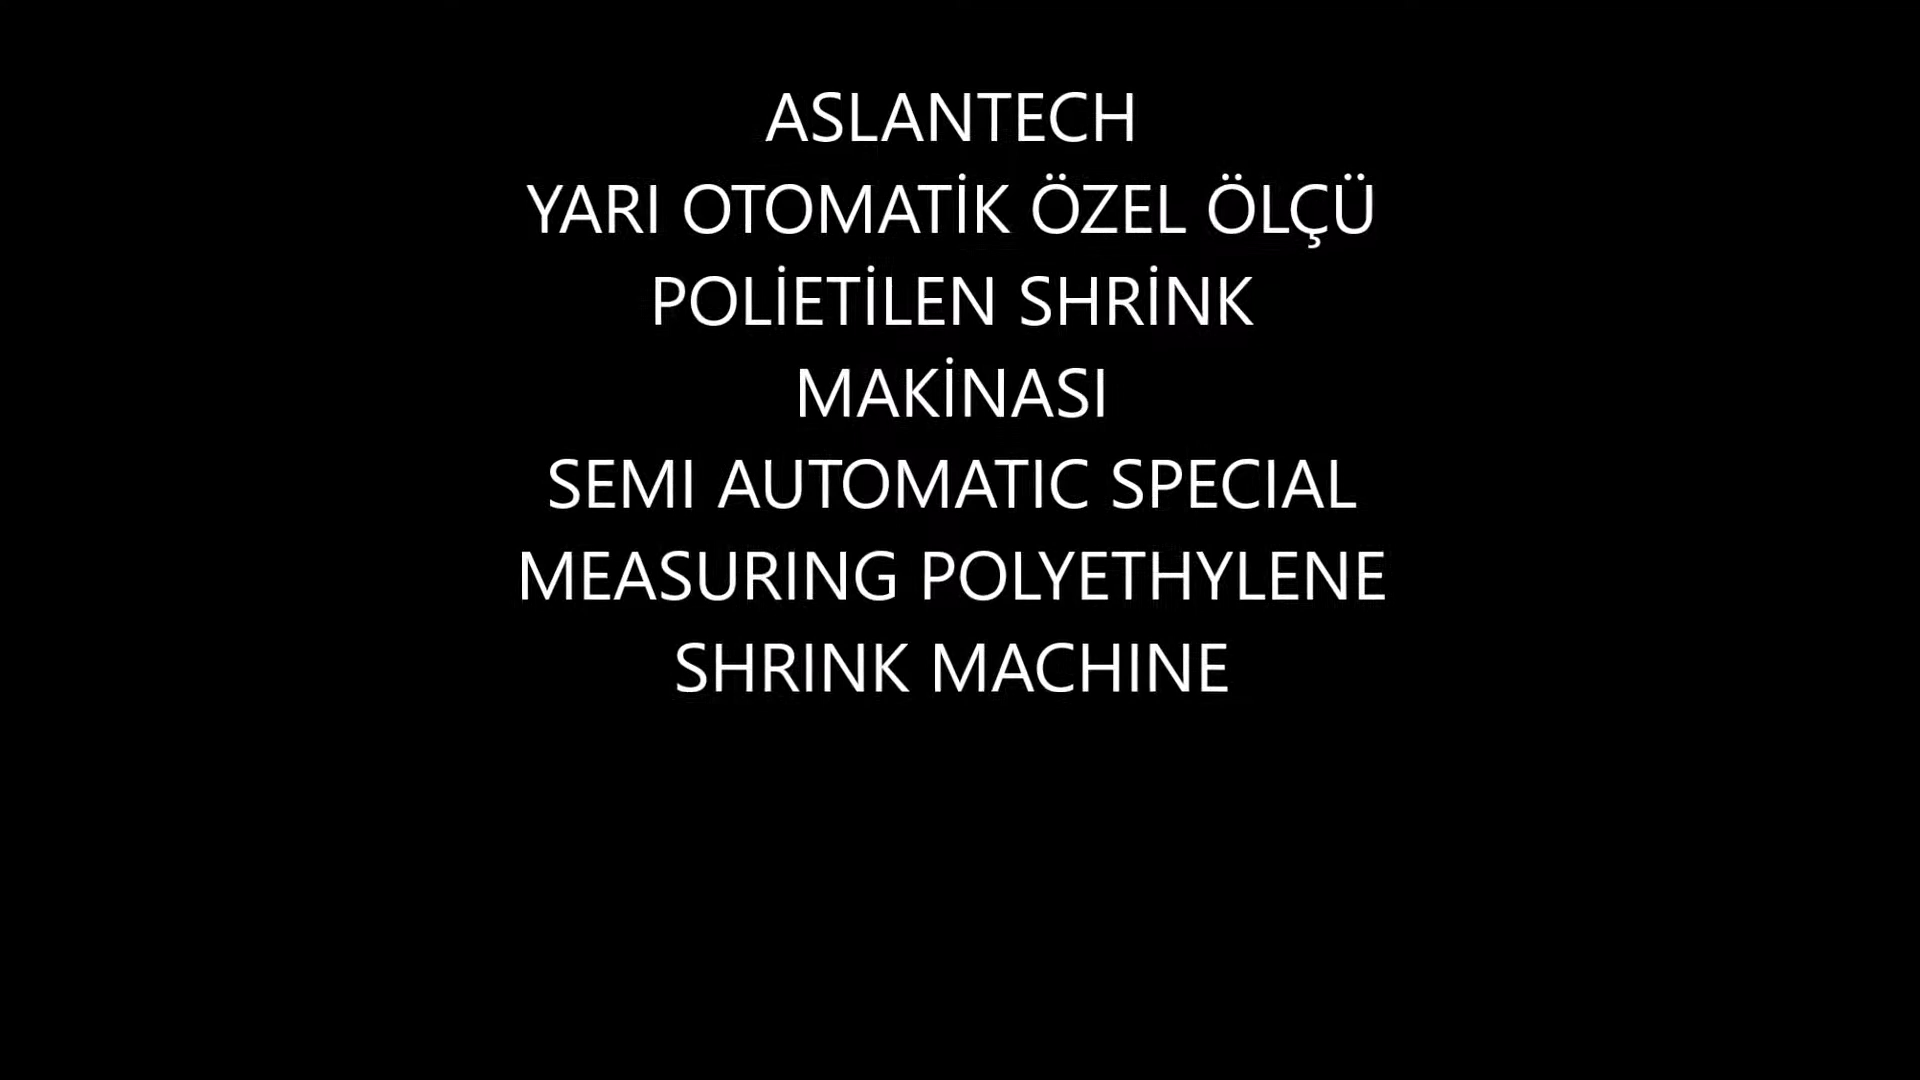 ASLANTECH
YARI OTOMATİK ÖZEL ÖLÇÜ
POLİETİLEN SHRİNK
MAKİNASI
SEMI AUTOMATIC SPECIAL
MEASURING POLYETHYLENE
SHRINK MACHINE